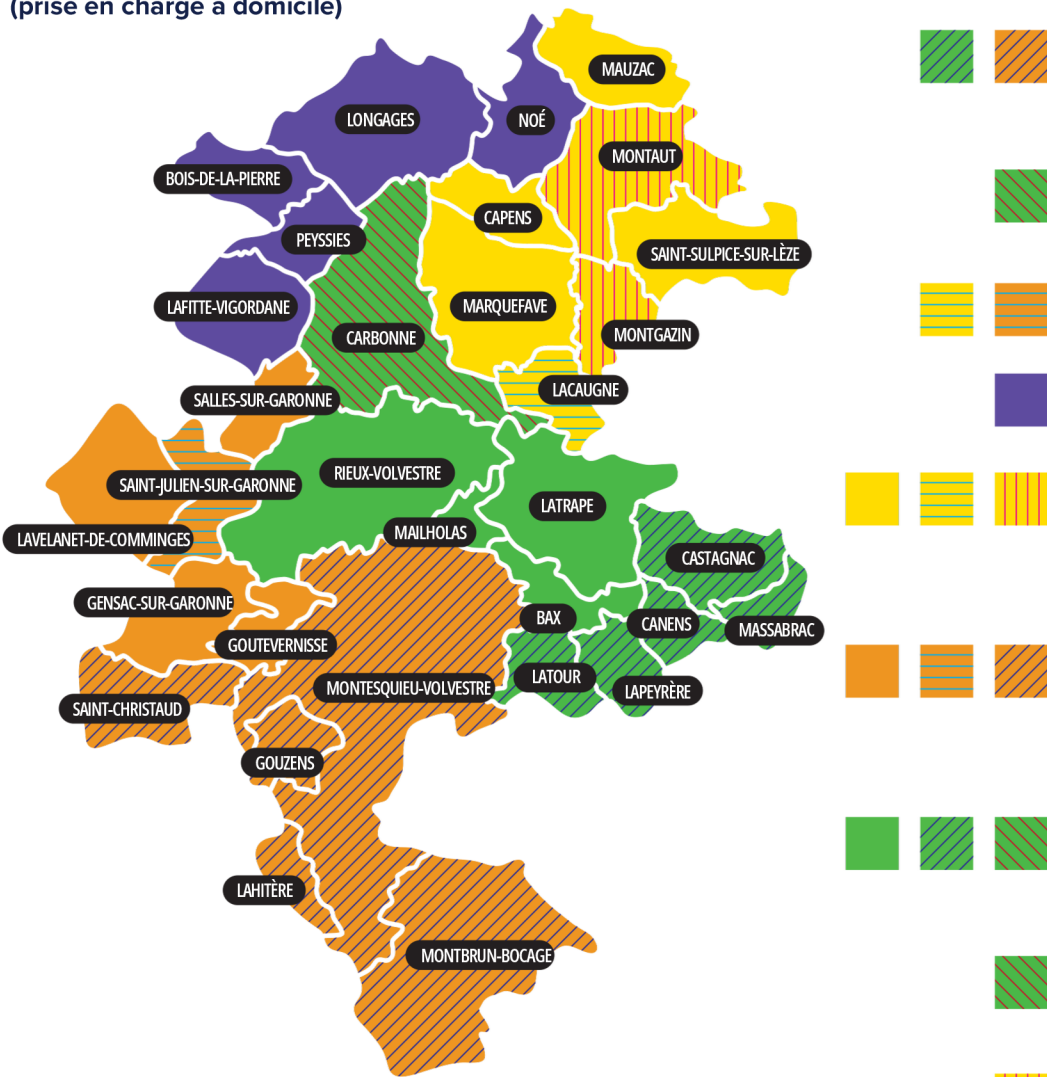 (prise en charge à domicile)
MAUZAC
LONGAGES
NOÉ
MONTAUT
BOIS-DE-LA-PIERRE
CAPENS
PEYSSIES
SAINT-SULPICE-SUR-LÈZE
LAFITTE-VIGORDANE
MARQUEFAVE
CARBONNE
MONTGAZIN
LACAUGNE
SALLES-SUR-GARONNE
RIEUX-VOLVESTRE
SAINT-JULIEN-SUR-GARONNE
LATRAPE
MAILHOLAS
LAVELANET-DE-COMMINGES
CASTAGNAC
GENSAC-SUR-GARONNE
BAX
CANENS
MASSABRAC
GOUTEVERNISSE
LATOUR
MONTESQUIEU-VOLVESTRE
LAPEYRÈRE
SAINT-CHRISTAUD
GOUZENS
LAHITÈRE
MONTBRUN-BOCAGE